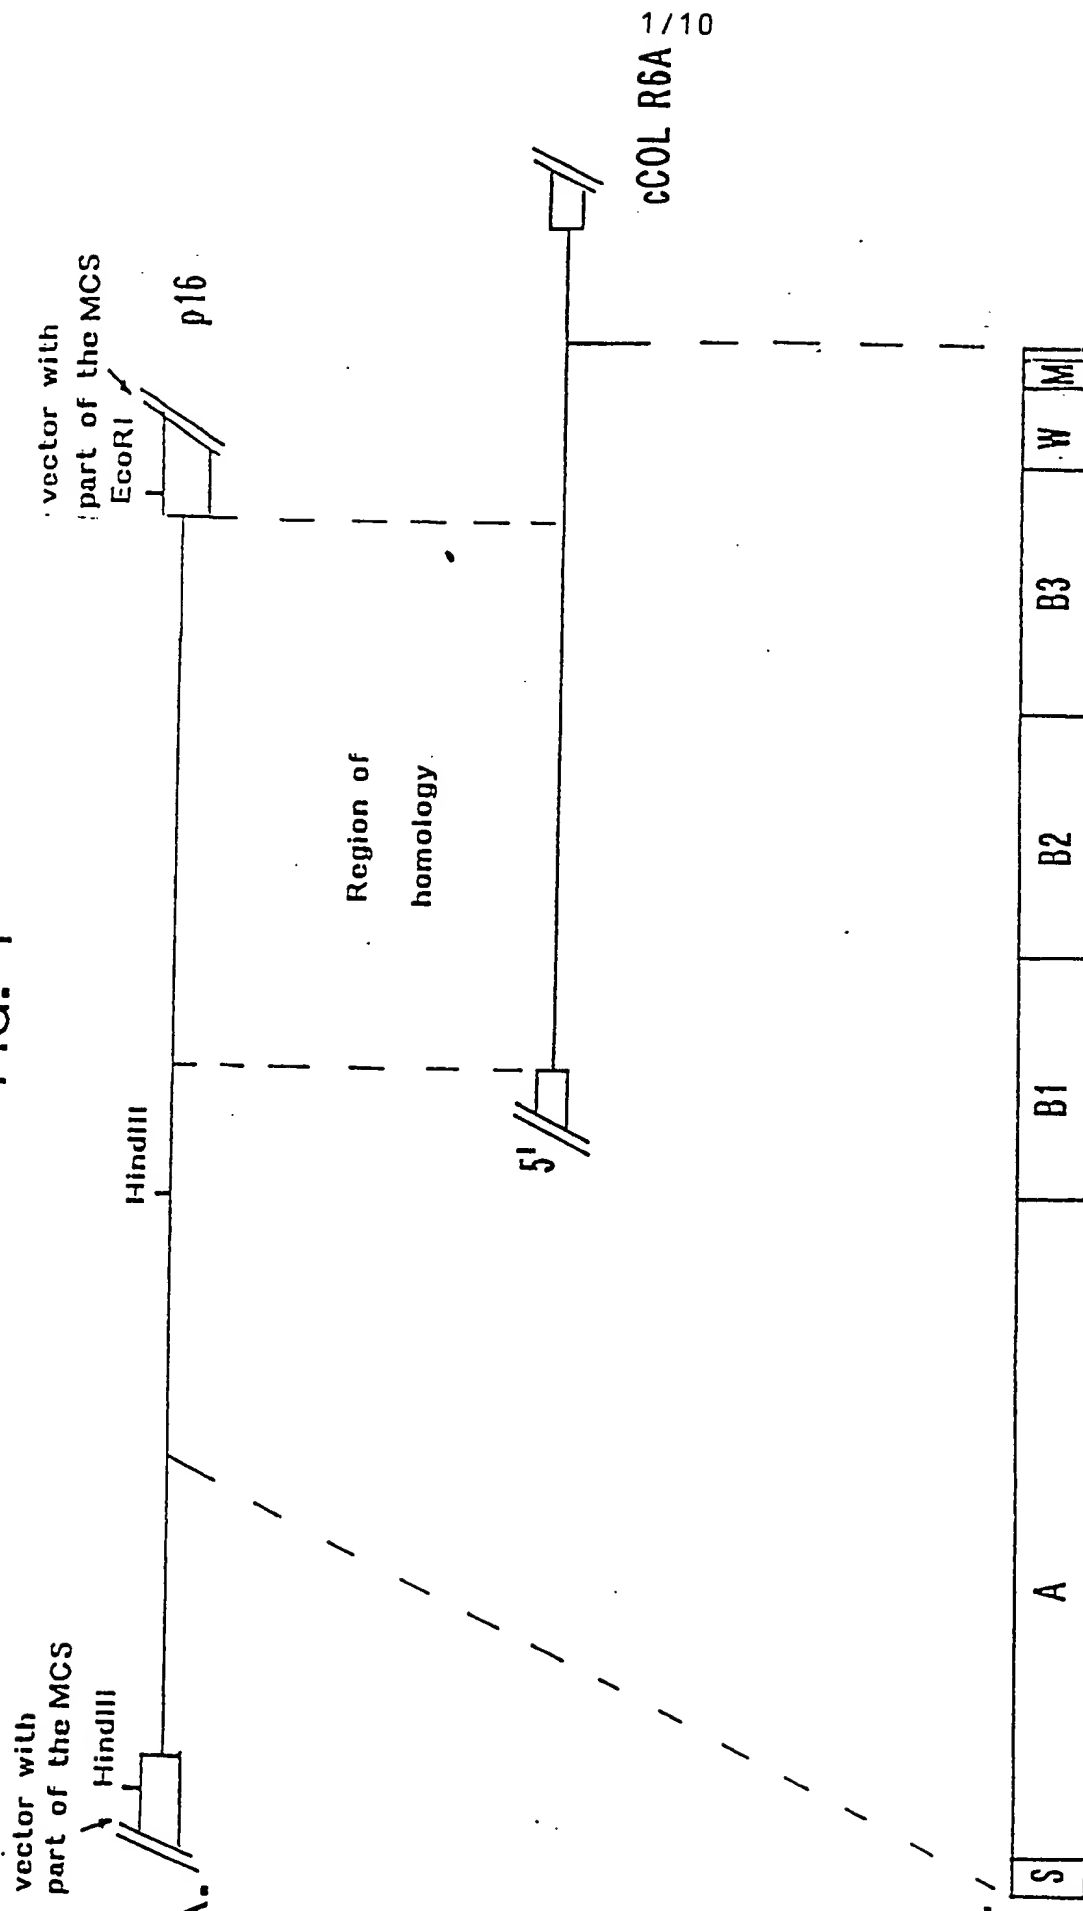 1/10
vector with
part of the MCS
HindIII
HindIII
vector with
part of the MCS
EcoRI
p16
Region of
homology
5'
cCOL R6A
S
A
B1
B2
B3
W
M